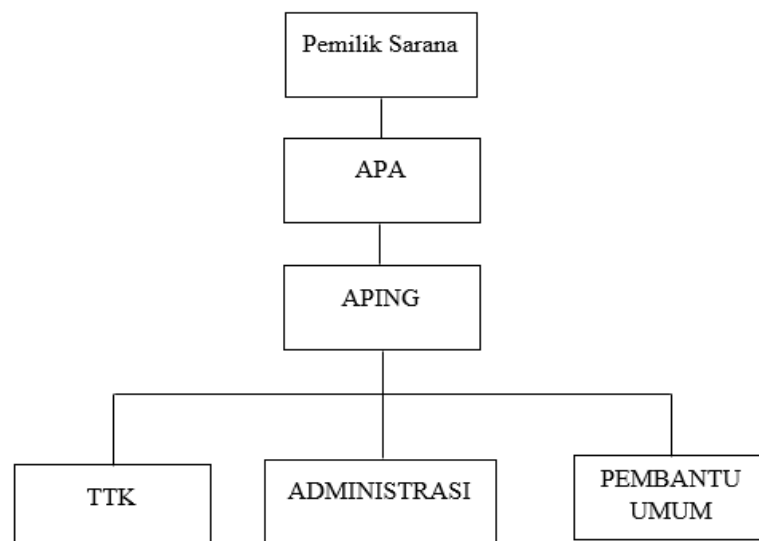 Pemilik Sarana
APA
APING
TTK
ADMINISTRASI
PEMBANTU
UMUM